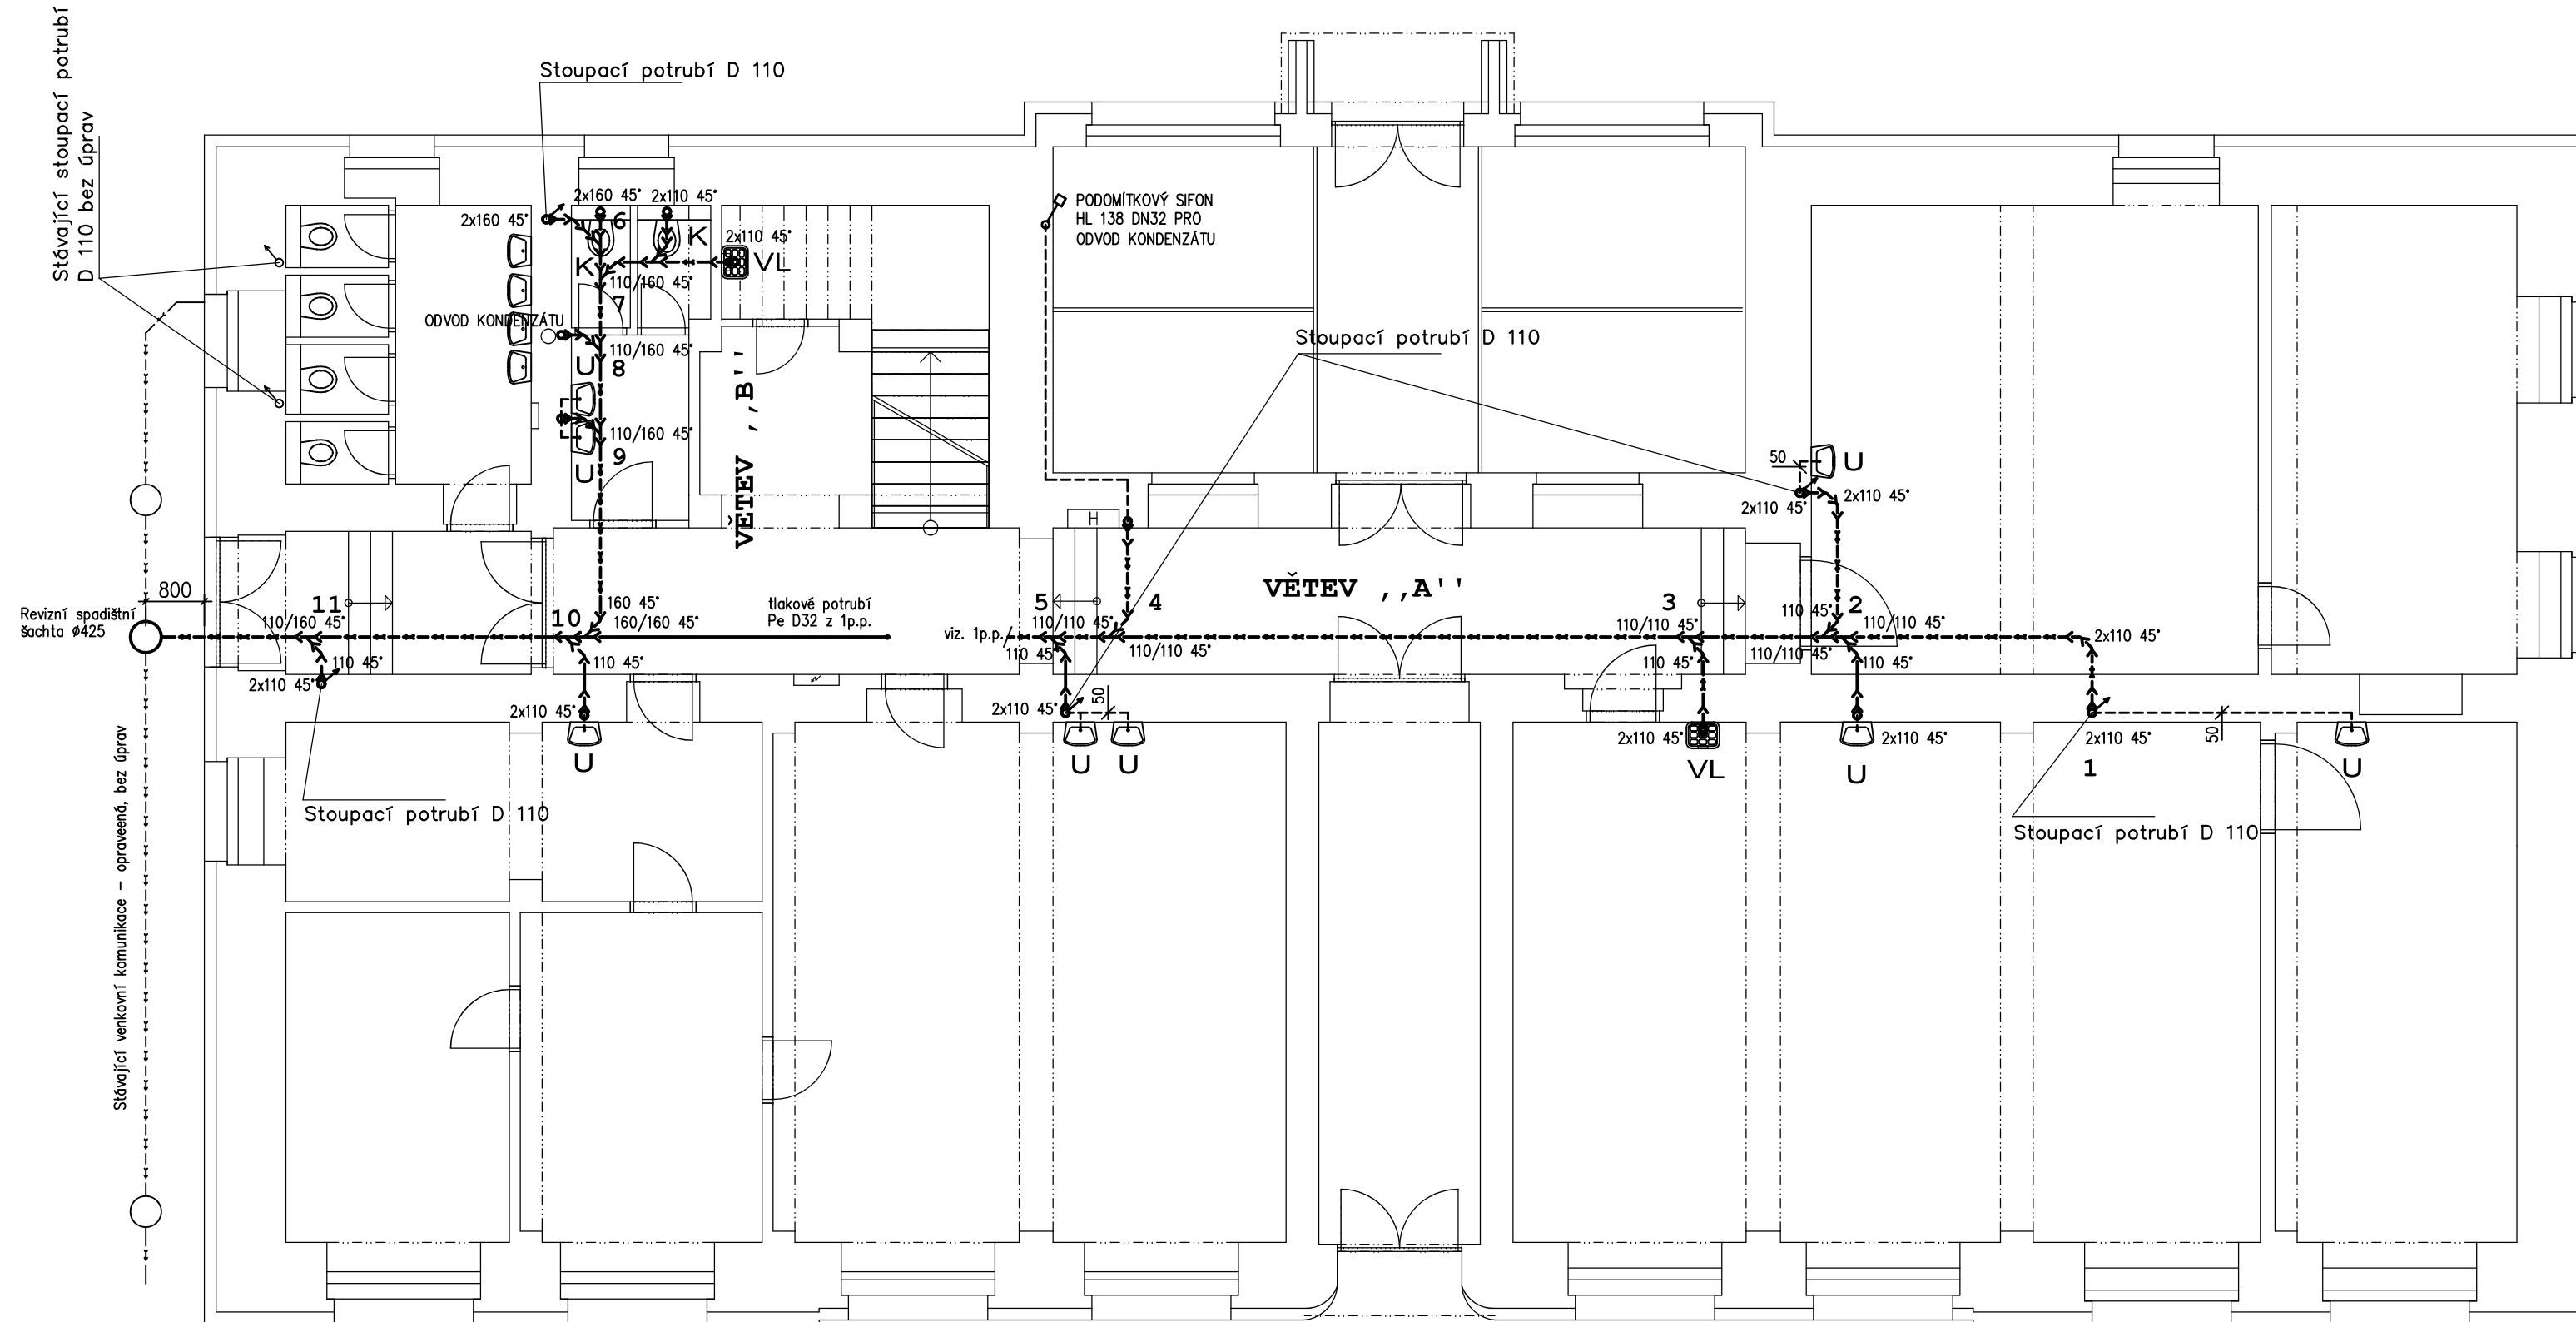 Stávající stoupací potrubí
D 110 bez úprav
Stoupací potrubí D 110
2x160 45°
2x110 45°
2x160 45°
6
K
2x110 45°
VL
K
110/160 45°
7
ODVOD KONDENZÁTU
110/160 45°
U
8
110/160 45°
9
U
VĚTEV ,,B''
PODOMÍTKOVÝ SIFON
HL 138 DN32 PRO
ODVOD KONDENZÁTU
Stoupací potrubí D 110
50
U
2x110 45°
2x110 45°
H
VĚTEV ,,A''
800
Revizní spadištní
šachta ø425
11
110/160 45°
110 45°
2x110 45°
10
160 45°
160/160 45°
110 45°
2x110 45°
U
tlakové potrubí
Pe D32 z 1p.p.
viz. 1p.p.
5
110/110 45°
110 45°
4
110/110 45°
2x110 45°
50
U
U
3
110/110 45°
110 45°
2x110 45°
VL
110 45°
2
110/110 45°
110/110 45°
110 45°
2x110 45°
U
2x110 45°
2x110 45°
1
50
U
Stoupací potrubí D 110
Stoupací potrubí D 110
Stávající venkovní komunikace – opraveená, bez úprav